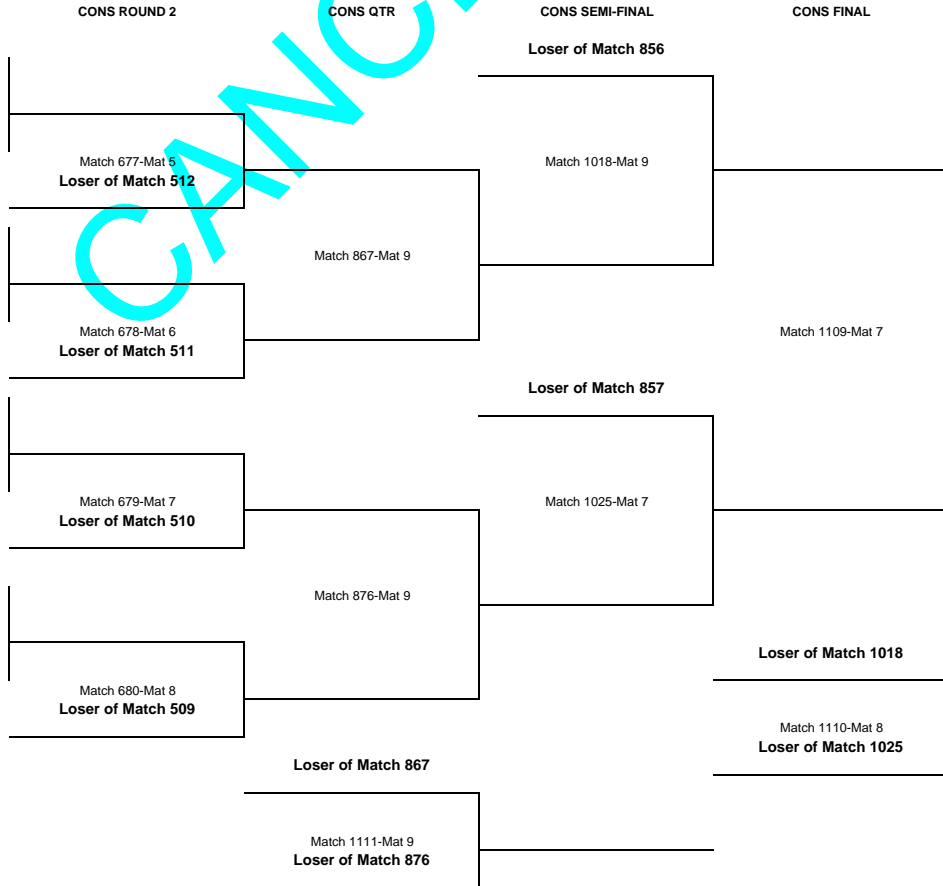 CONS ROUND 2
CONS QTR
CONS SEMI-FINAL
CONS FINAL
Loser of Match 856
Match 677-Mat 5
Loser of Match 512
Match 1018-Mat 9
Match 867-Mat 9
Match 678-Mat 6
Loser of Match 511
Match 1109-Mat 7
Loser of Match 857
Match 679-Mat 7
Loser of Match 510
Match 1025-Mat 7
Match 876-Mat 9
Loser of Match 1018
Match 680-Mat 8
Loser of Match 509
Match 1110-Mat 8
Loser of Match 1025
Loser of Match 867
Match 1111-Mat 9
Loser of Match 876